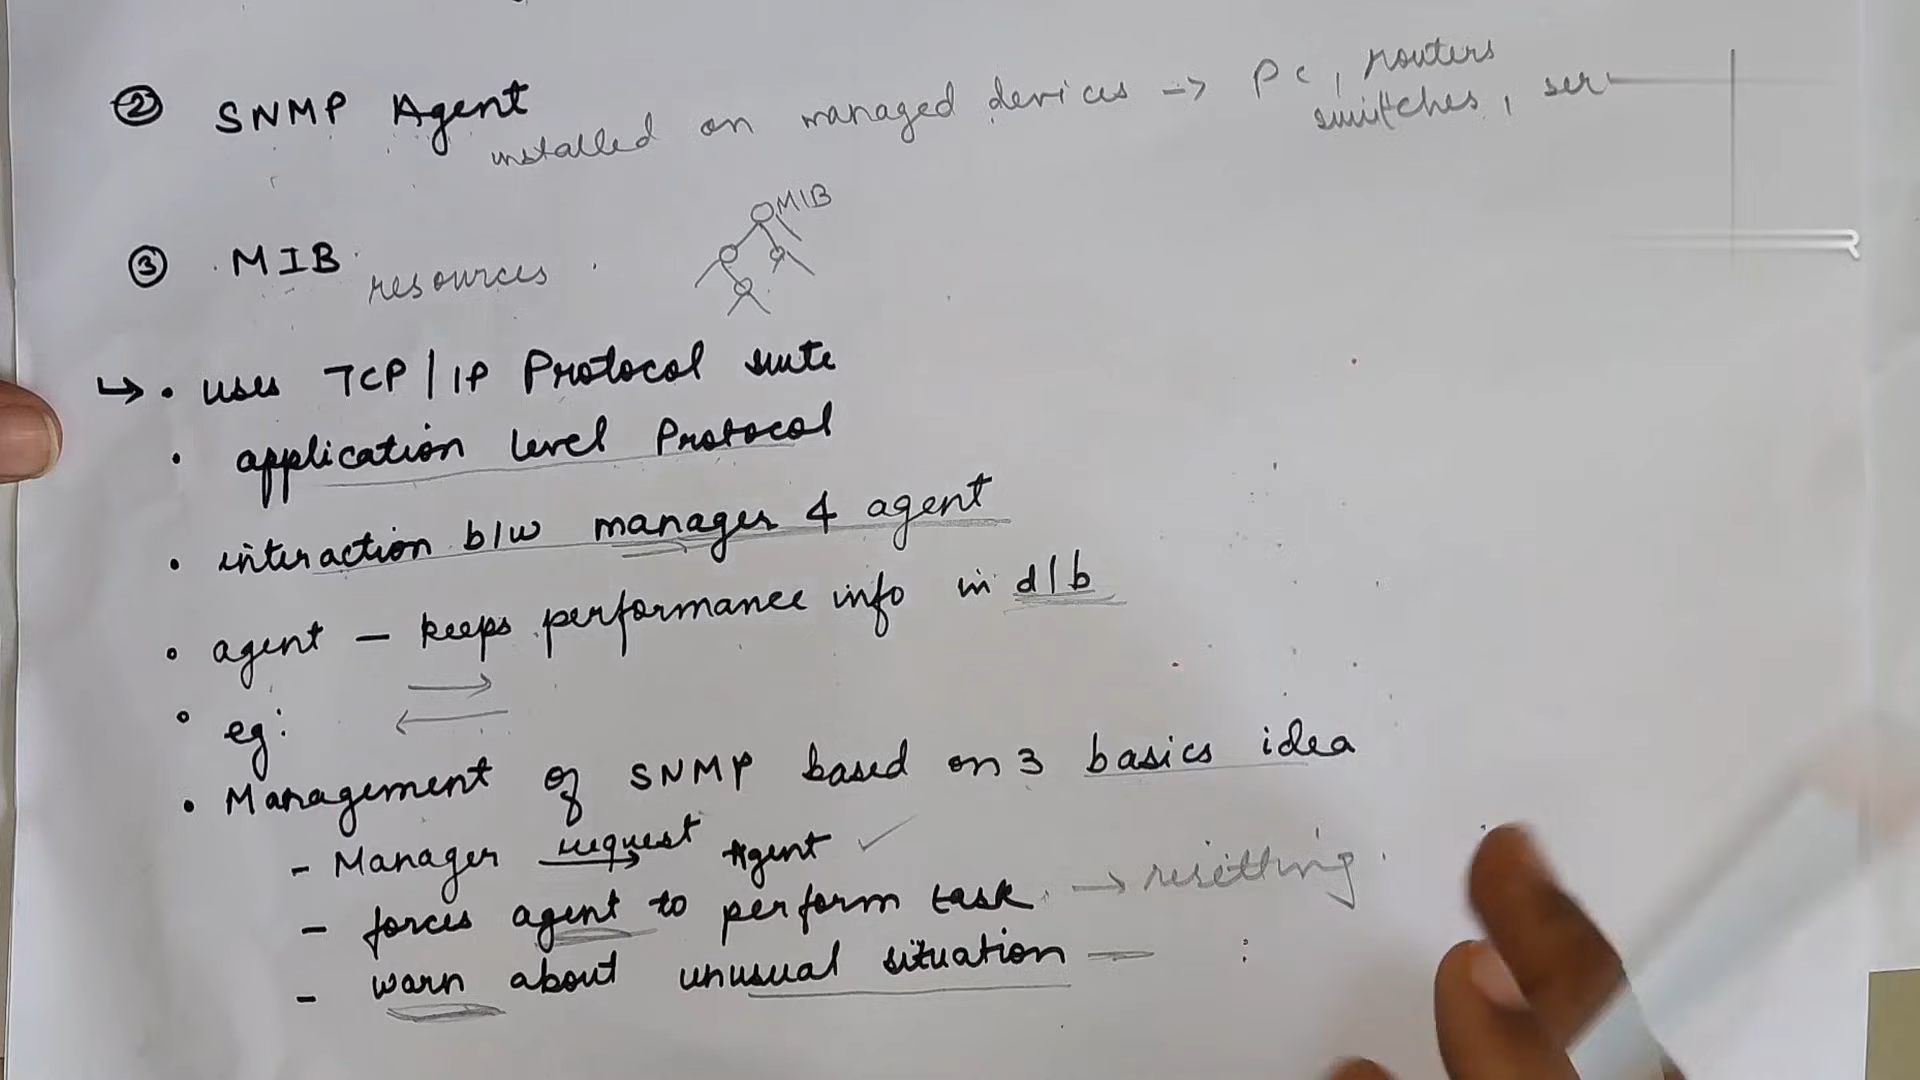 ② SNMP Agent
installed on managed devices -> Pc, routers
switches, ser
③ MIB resources
MIB
R
↳ • uses TCP/IP Protocol suite
• application level Protocol
• interaction b/w manager & agent
• agent — keeps performance info in d/b
• eg:
• Management of SNMP based on 3 basics idea
- Manager request Agent ✓
- forces agent to perform task. -> resetting.
- warn about unusual situation — :